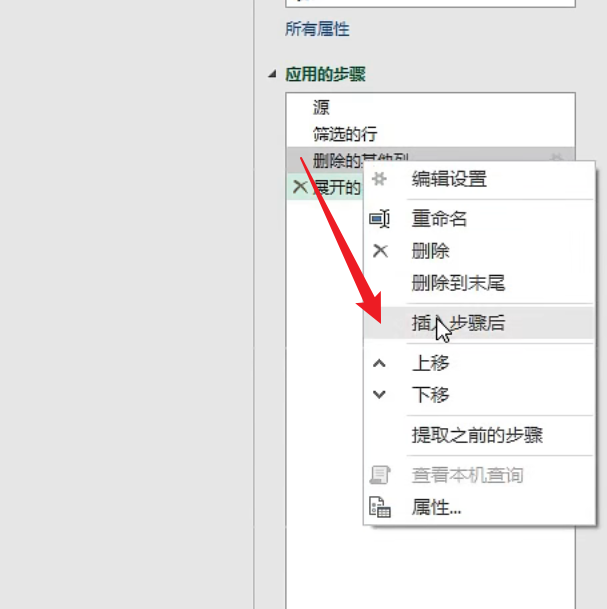 所有属性
应用的步骤
源
筛选的行
删除的其他列
展开的
编辑设置
重命名
删除
删除到末尾
插入步骤后
上移
下移
提取之前的步骤
查看本机查询
属性...